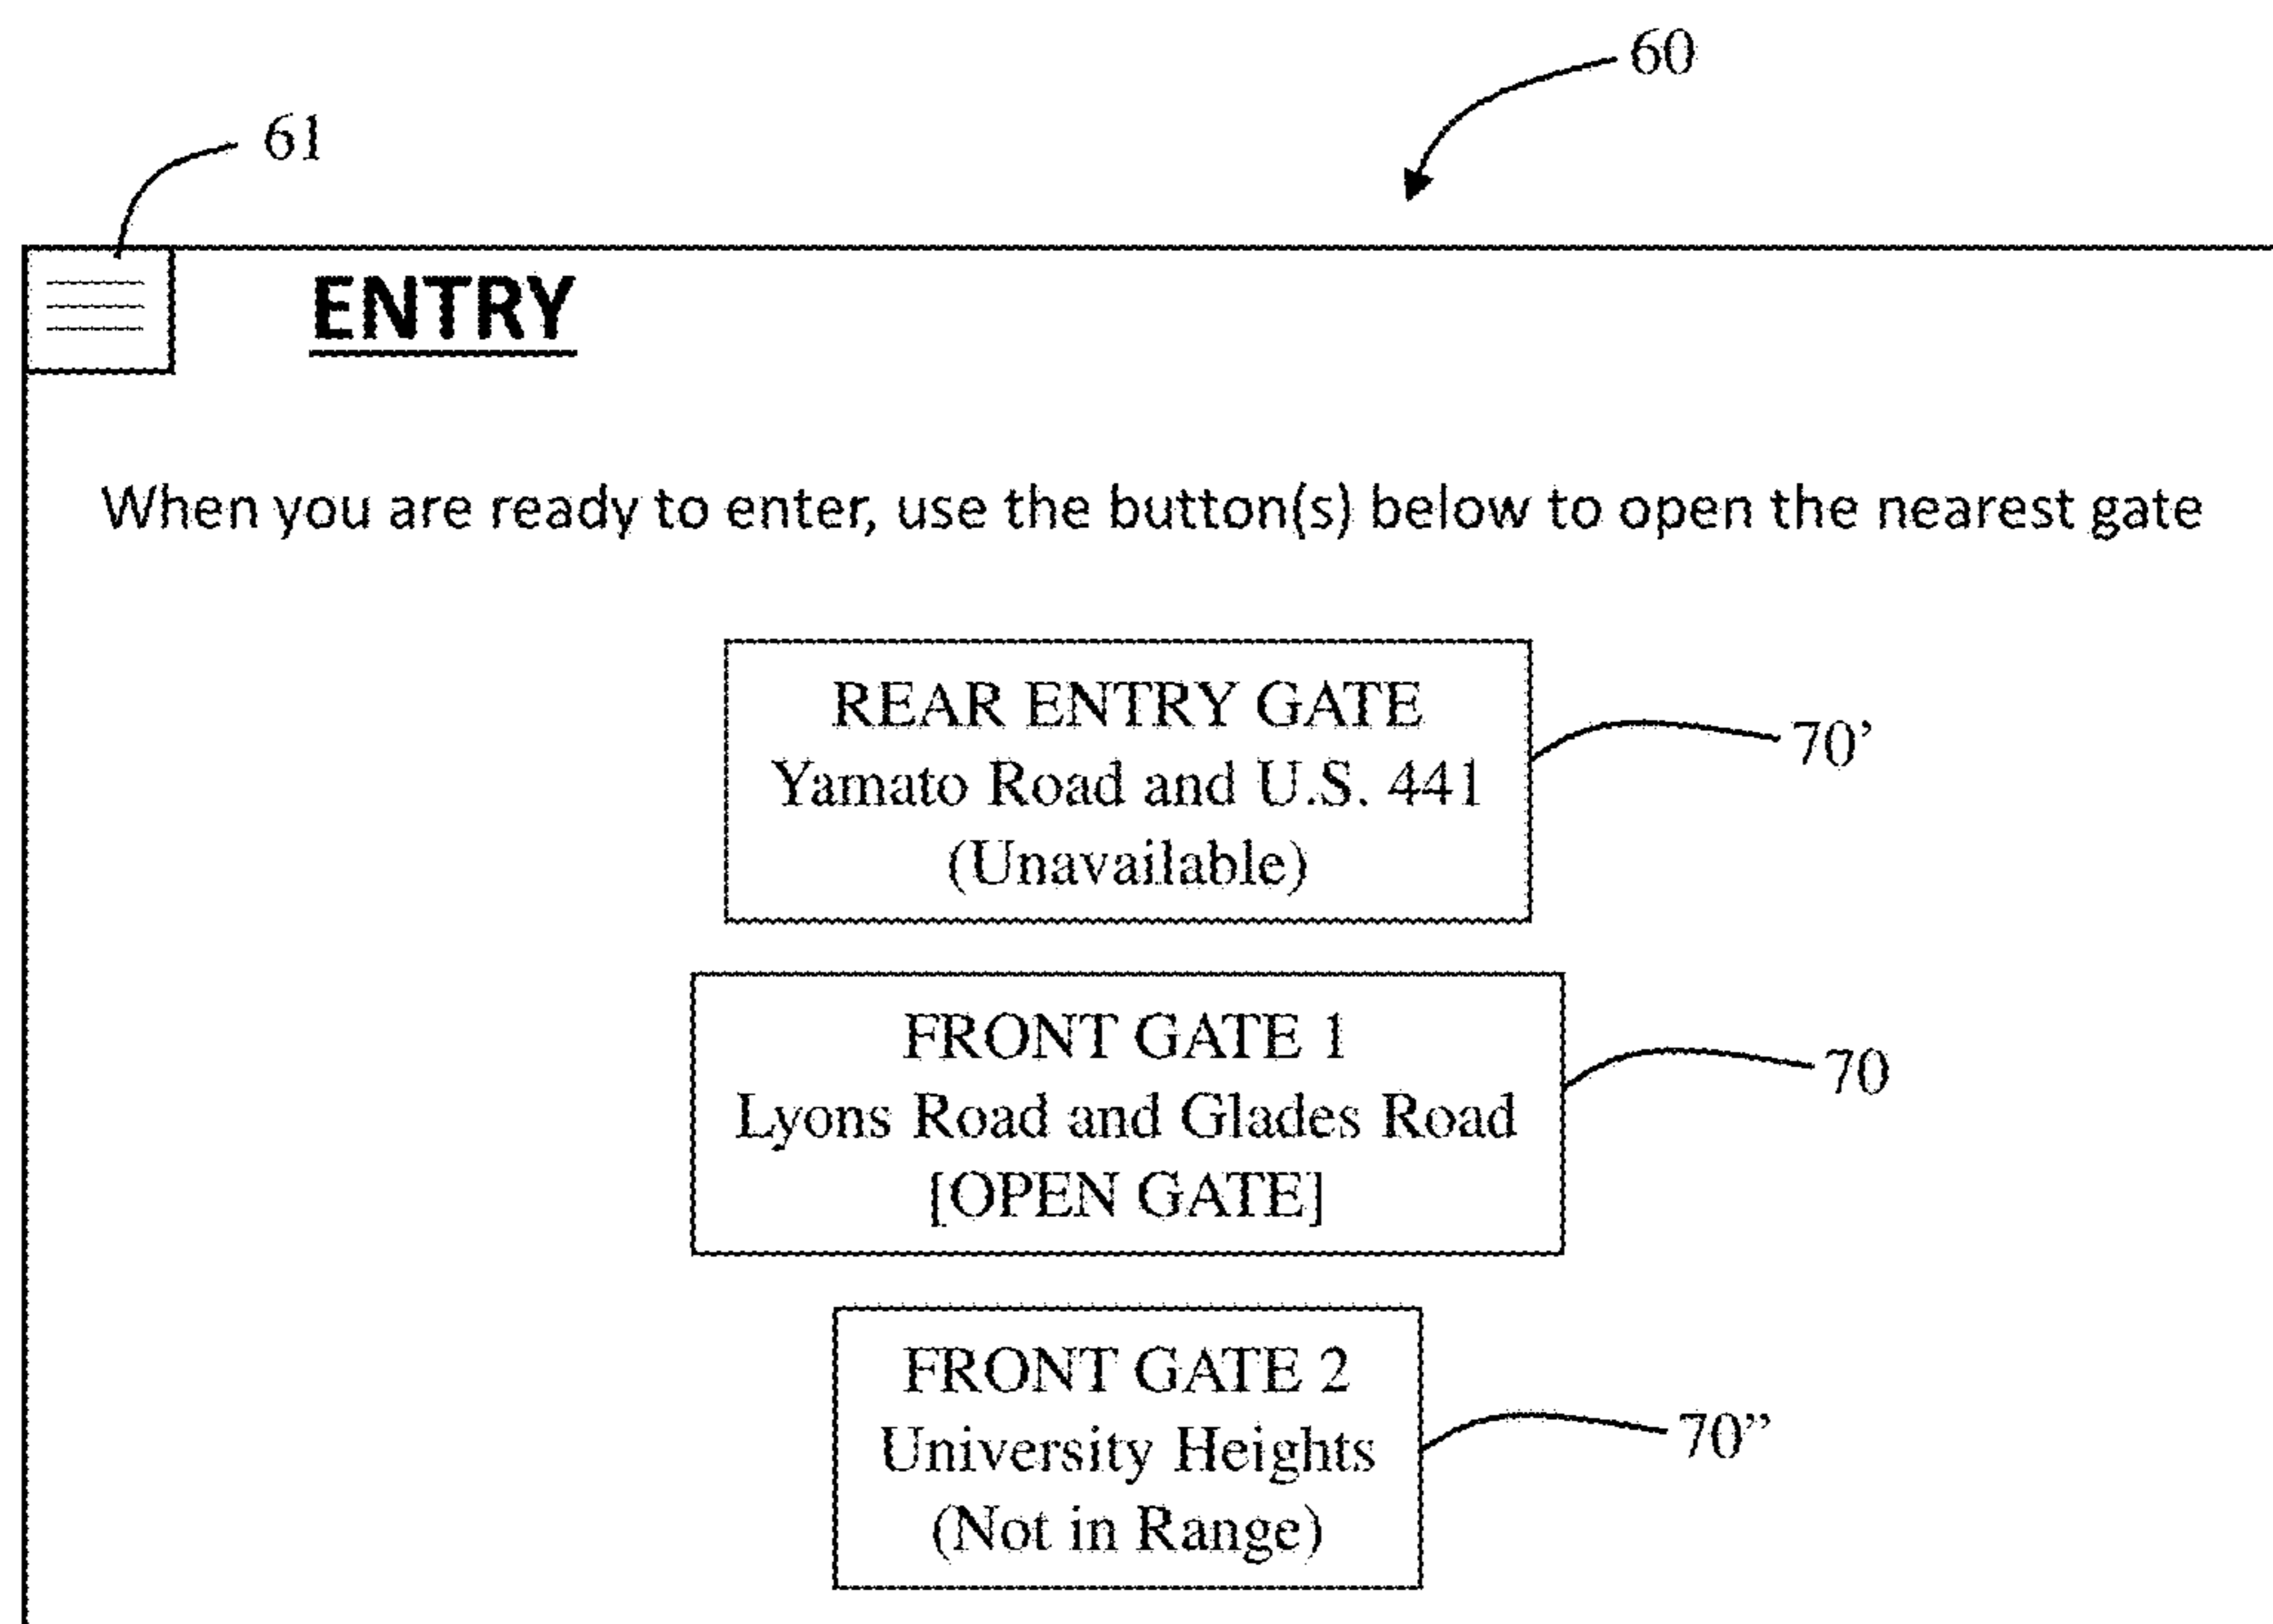 60
61
ENTRY
When you are ready to enter, use the button(s) below to open the nearest gate
REAR ENTRY GATE
Yamato Road and U.S. 441
(Unavailable)
70’
FRONT GATE 1
Lyons Road and Glades Road
[OPEN GATE]
70
FRONT GATE 2
University Heights
(Not in Range)
70”